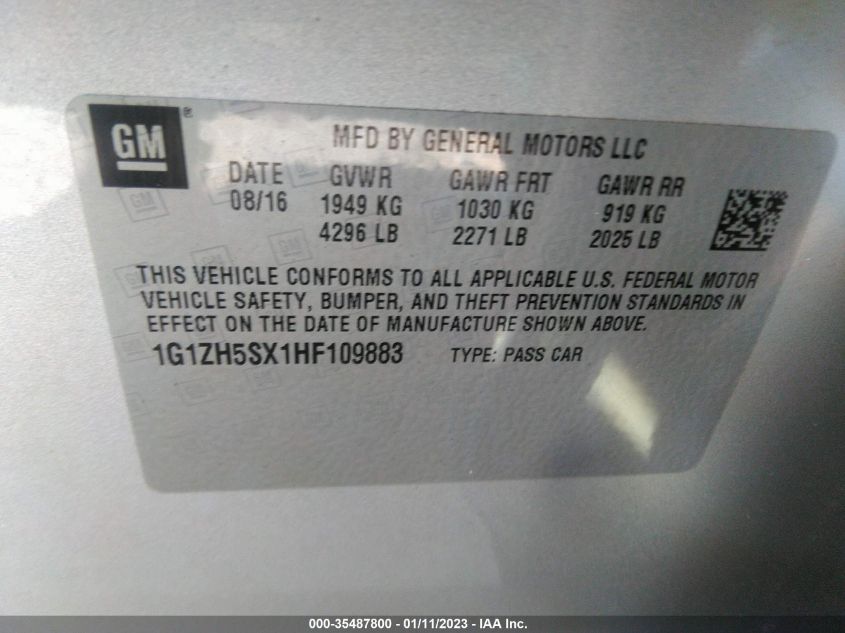 GM ®
MFD BY GENERAL MOTORS LLC
DATE GVWR GAWR FRT GAWR RR
08/16 1949 KG 1030 KG 919 KG
4296 LB 2271 LB 2025 LB
THIS VEHICLE CONFORMS TO ALL APPLICABLE U.S. FEDERAL MOTOR
VEHICLE SAFETY, BUMPER, AND THEFT PREVENTION STANDARDS IN
EFFECT ON THE DATE OF MANUFACTURE SHOWN ABOVE.
1G1ZH5SX1HF109883 TYPE: PASS CAR
000-35487800 - 01/11/2023 - IAA Inc.